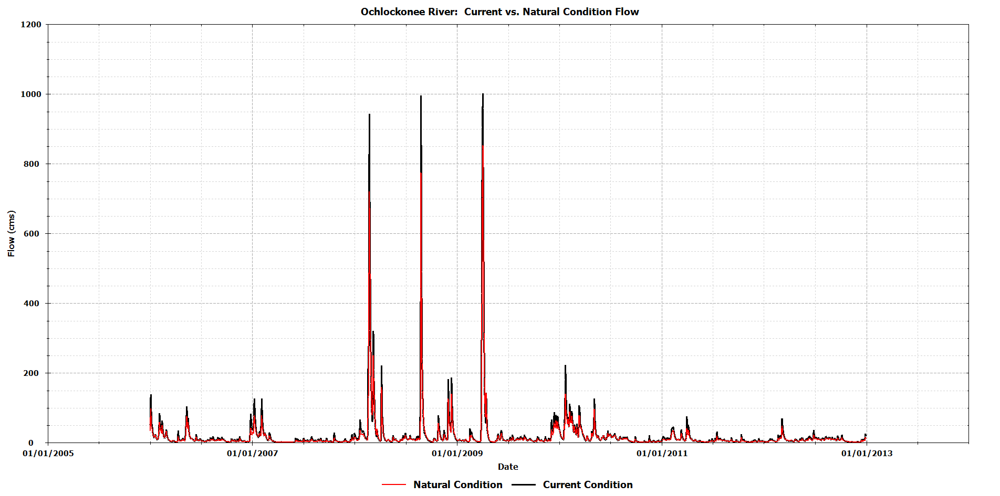 Ochlockonee River:  Current vs. Natural Condition Flow
1200
1000
800
600
400
200
0
Flow (cms)
01/01/2005 01/01/2007 01/01/2009 01/01/2011 01/01/2013
Date
Natural Condition Current Condition